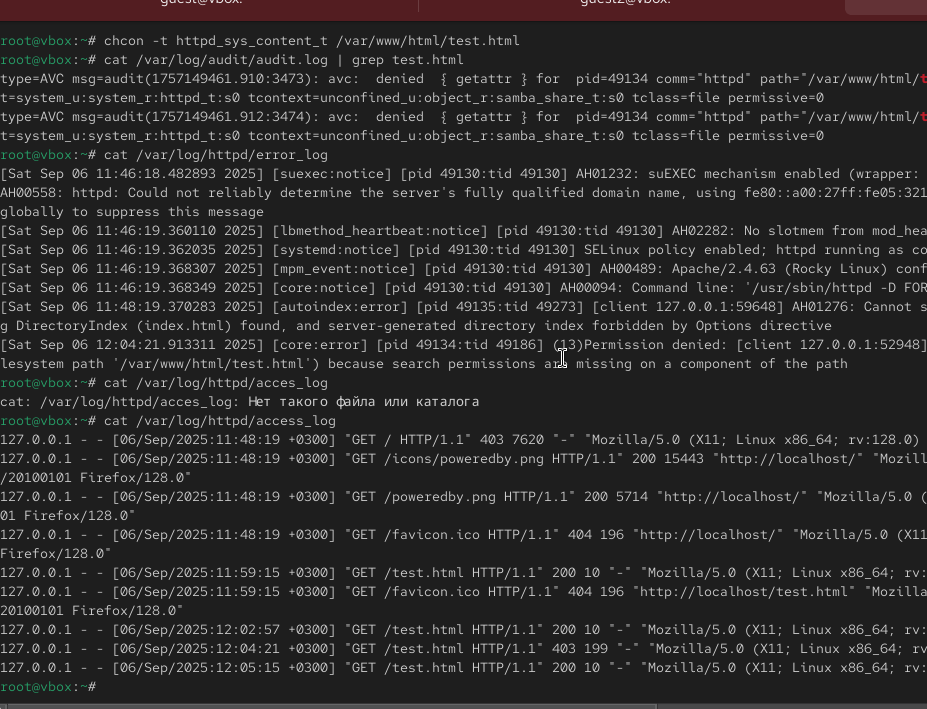 guest@vbox:~ guest2@vbox:~
root@vbox:~# chcon -t httpd_sys_content_t /var/www/html/test.html
root@vbox:~# cat /var/log/audit/audit.log | grep test.html
type=AVC msg=audit(1757149461.910:3473): avc:  denied  { getattr } for  pid=49134 comm="httpd" path="/var/www/html/t
t=system_u:system_r:httpd_t:s0 tcontext=unconfined_u:object_r:samba_share_t:s0 tclass=file permissive=0
type=AVC msg=audit(1757149461.912:3474): avc:  denied  { getattr } for  pid=49134 comm="httpd" path="/var/www/html/t
t=system_u:system_r:httpd_t:s0 tcontext=unconfined_u:object_r:samba_share_t:s0 tclass=file permissive=0
root@vbox:~# cat /var/log/httpd/error_log
[Sat Sep 06 11:46:18.482893 2025] [suexec:notice] [pid 49130:tid 49130] AH01232: suEXEC mechanism enabled (wrapper:
AH00558: httpd: Could not reliably determine the server's fully qualified domain name, using fe80::a00:27ff:fe05:321
globally to suppress this message
[Sat Sep 06 11:46:19.360110 2025] [lbmethod_heartbeat:notice] [pid 49130:tid 49130] AH02282: No slotmem from mod_hea
[Sat Sep 06 11:46:19.362035 2025] [systemd:notice] [pid 49130:tid 49130] SELinux policy enabled; httpd running as co
[Sat Sep 06 11:46:19.368307 2025] [mpm_event:notice] [pid 49130:tid 49130] AH00489: Apache/2.4.63 (Rocky Linux) conf
[Sat Sep 06 11:46:19.368349 2025] [core:notice] [pid 49130:tid 49130] AH00094: Command line: '/usr/sbin/httpd -D FOR
[Sat Sep 06 11:48:19.370283 2025] [autoindex:error] [pid 49135:tid 49273] [client 127.0.0.1:59648] AH01276: Cannot s
g DirectoryIndex (index.html) found, and server-generated directory index forbidden by Options directive
[Sat Sep 06 12:04:21.913311 2025] [core:error] [pid 49134:tid 49186] (13)Permission denied: [client 127.0.0.1:52948]
lesystem path '/var/www/html/test.html') because search permissions are missing on a component of the path
root@vbox:~# cat /var/log/httpd/acces_log
cat: /var/log/httpd/acces_log: Нет такого файла или каталога
root@vbox:~# cat /var/log/httpd/access_log
127.0.0.1 - - [06/Sep/2025:11:48:19 +0300] "GET / HTTP/1.1" 403 7620 "-" "Mozilla/5.0 (X11; Linux x86_64; rv:128.0)
127.0.0.1 - - [06/Sep/2025:11:48:19 +0300] "GET /icons/poweredby.png HTTP/1.1" 200 15443 "http://localhost/" "Mozill
/20100101 Firefox/128.0"
127.0.0.1 - - [06/Sep/2025:11:48:19 +0300] "GET /poweredby.png HTTP/1.1" 200 5714 "http://localhost/" "Mozilla/5.0 (
01 Firefox/128.0"
127.0.0.1 - - [06/Sep/2025:11:48:19 +0300] "GET /favicon.ico HTTP/1.1" 404 196 "http://localhost/" "Mozilla/5.0 (X11
Firefox/128.0"
127.0.0.1 - - [06/Sep/2025:11:59:15 +0300] "GET /test.html HTTP/1.1" 200 10 "-" "Mozilla/5.0 (X11; Linux x86_64; rv:
127.0.0.1 - - [06/Sep/2025:11:59:15 +0300] "GET /favicon.ico HTTP/1.1" 404 196 "http://localhost/test.html" "Mozilla
20100101 Firefox/128.0"
127.0.0.1 - - [06/Sep/2025:12:02:57 +0300] "GET /test.html HTTP/1.1" 200 10 "-" "Mozilla/5.0 (X11; Linux x86_64; rv:
127.0.0.1 - - [06/Sep/2025:12:04:21 +0300] "GET /test.html HTTP/1.1" 403 199 "-" "Mozilla/5.0 (X11; Linux x86_64; rv
127.0.0.1 - - [06/Sep/2025:12:05:15 +0300] "GET /test.html HTTP/1.1" 200 10 "-" "Mozilla/5.0 (X11; Linux x86_64; rv:
root@vbox:~#